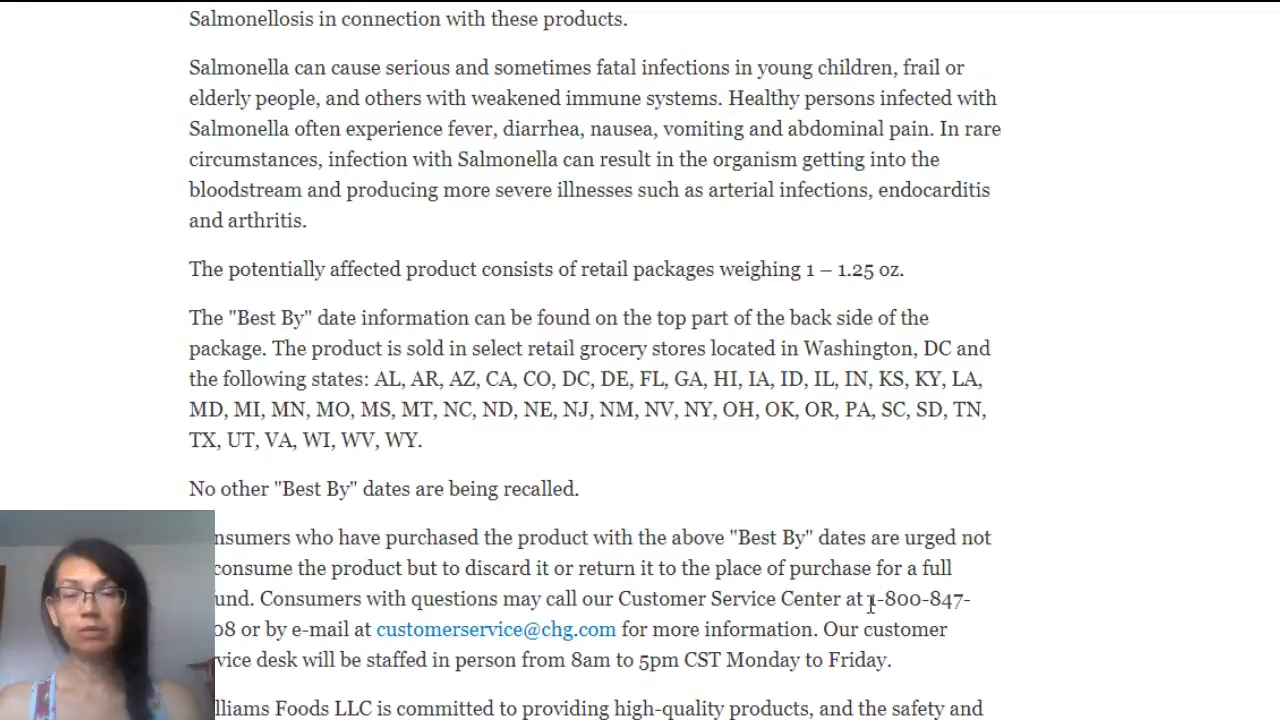 Salmonellosis in connection with these products.
Salmonella can cause serious and sometimes fatal infections in young children, frail or
elderly people, and others with weakened immune systems. Healthy persons infected with
Salmonella often experience fever, diarrhea, nausea, vomiting and abdominal pain. In rare
circumstances, infection with Salmonella can result in the organism getting into the
bloodstream and producing more severe illnesses such as arterial infections, endocarditis
and arthritis.
The potentially affected product consists of retail packages weighing 1 – 1.25 oz.
The "Best By" date information can be found on the top part of the back side of the
package. The product is sold in select retail grocery stores located in Washington, DC and
the following states: AL, AR, AZ, CA, CO, DC, DE, FL, GA, HI, IA, ID, IL, IN, KS, KY, LA,
MD, MI, MN, MO, MS, MT, NC, ND, NE, NJ, NM, NV, NY, OH, OK, OR, PA, SC, SD, TN,
TX, UT, VA, WI, WV, WY.
No other "Best By" dates are being recalled.
nsumers who have purchased the product with the above "Best By" dates are urged not
consume the product but to discard it or return it to the place of purchase for a full
und. Consumers with questions may call our Customer Service Center at 1-800-847-
08 or by e-mail at customerservice@chg.com for more information. Our customer
vice desk will be staffed in person from 8am to 5pm CST Monday to Friday.
lliams Foods LLC is committed to providing high-quality products, and the safety and